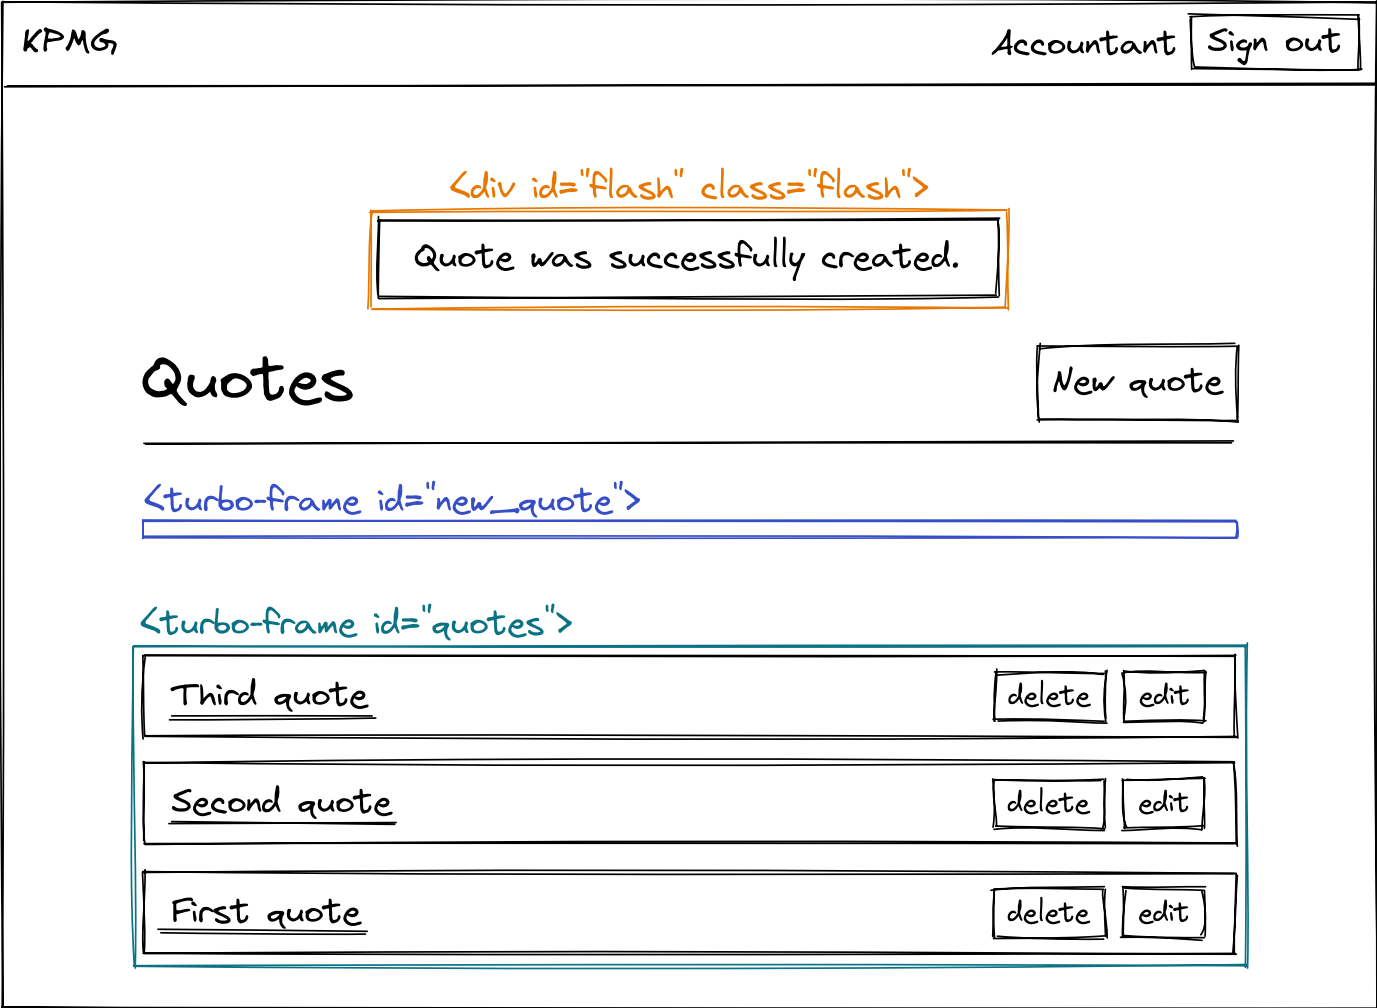 KPMG Accountant Sign out
<div id="flash" class="flash">
Quote was successfully created.
Quotes New quote
<turbo-frame id="new_quote">
<turbo-frame id="quotes">
Third quote delete edit
Second quote delete edit
First quote delete edit